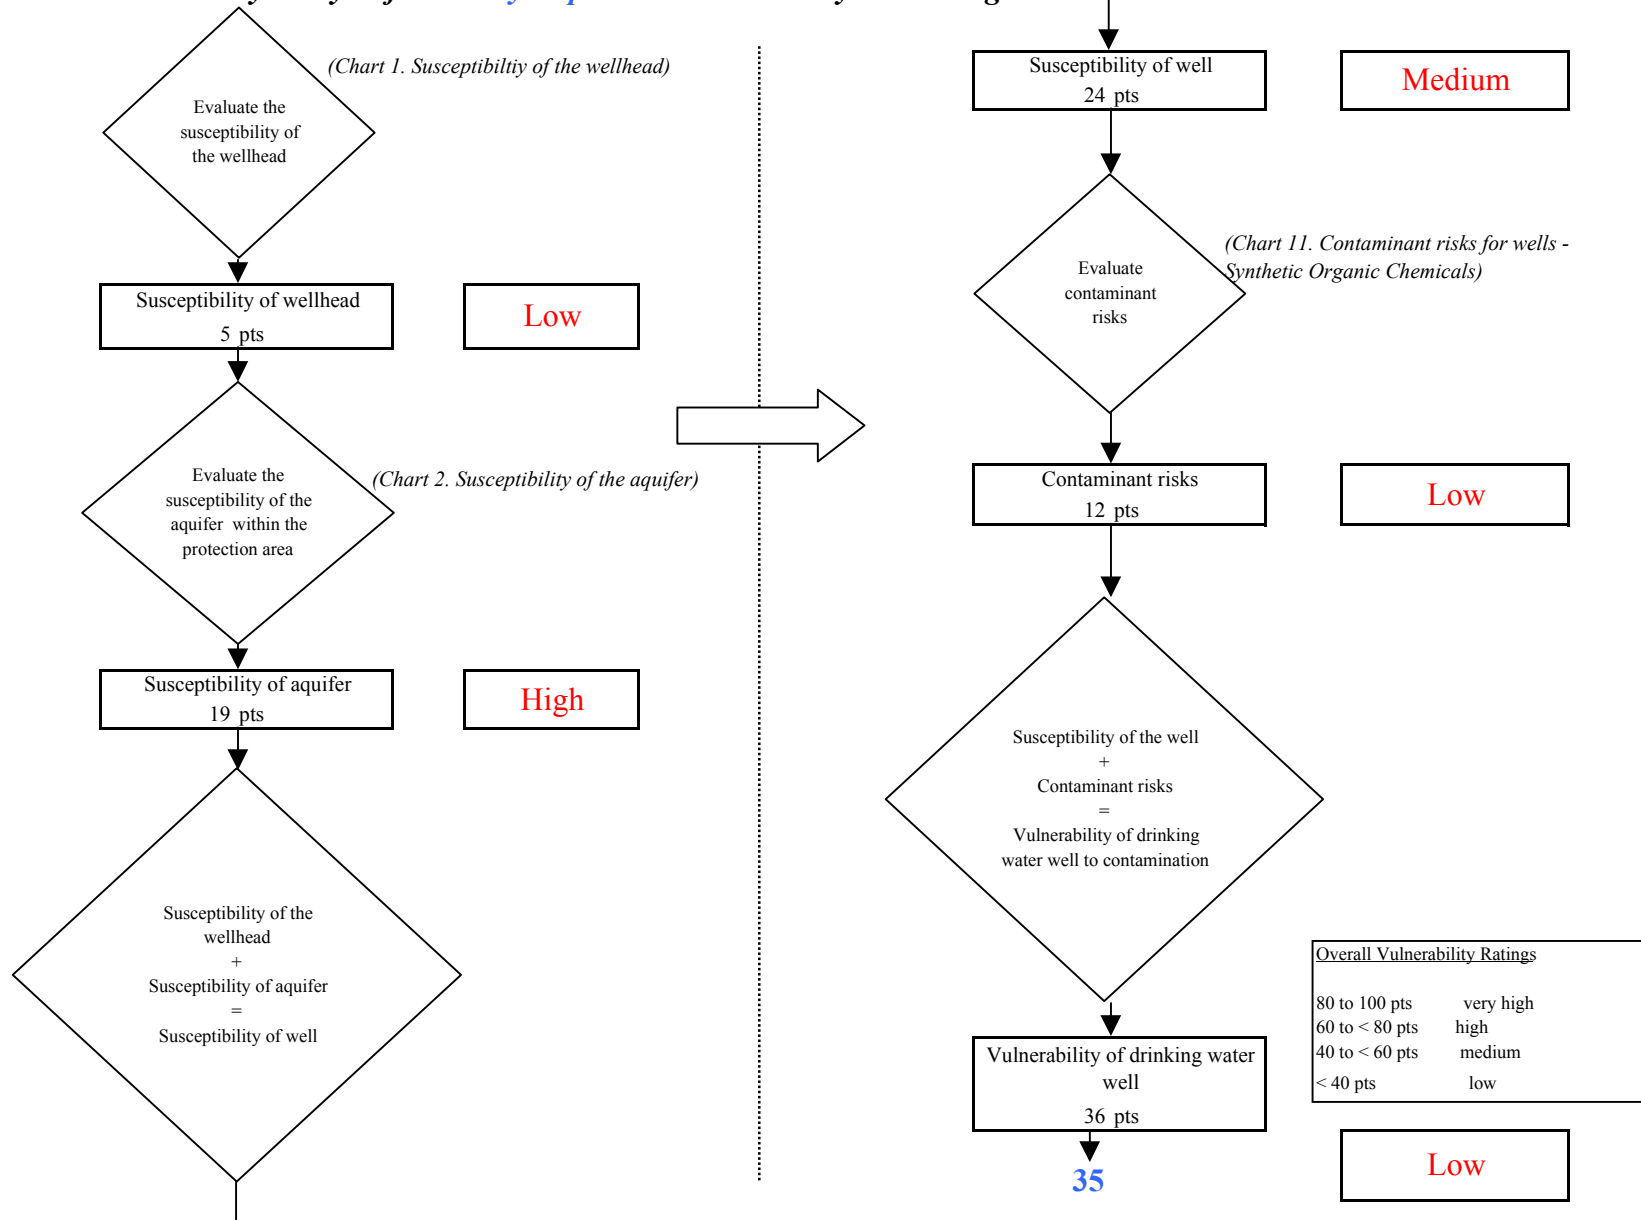 (Chart 1. Susceptibiltiy of the wellhead)
Evaluate the
susceptibility of
the wellhead
Susceptibility of wellhead
5 pts
Low
Evaluate the
susceptibility of the
aquifer within the
protection area
(Chart 2. Susceptibility of the aquifer)
Susceptibility of aquifer
19 pts
High
Susceptibility of the
wellhead
+
Susceptibility of aquifer
=
Susceptibility of well
Susceptibility of well
24 pts
Medium
(Chart 11. Contaminant risks for wells -
Synthetic Organic Chemicals)
Evaluate
contaminant
risks
Contaminant risks
12 pts
Low
Susceptibility of the well
+
Contaminant risks
=
Vulnerability of drinking
water well to contamination
Overall Vulnerability Ratings
80 to 100 pts very high
60 to < 80 pts high
40 to < 60 pts medium
< 40 pts low
Vulnerability of drinking water
well
36 pts
35
Low